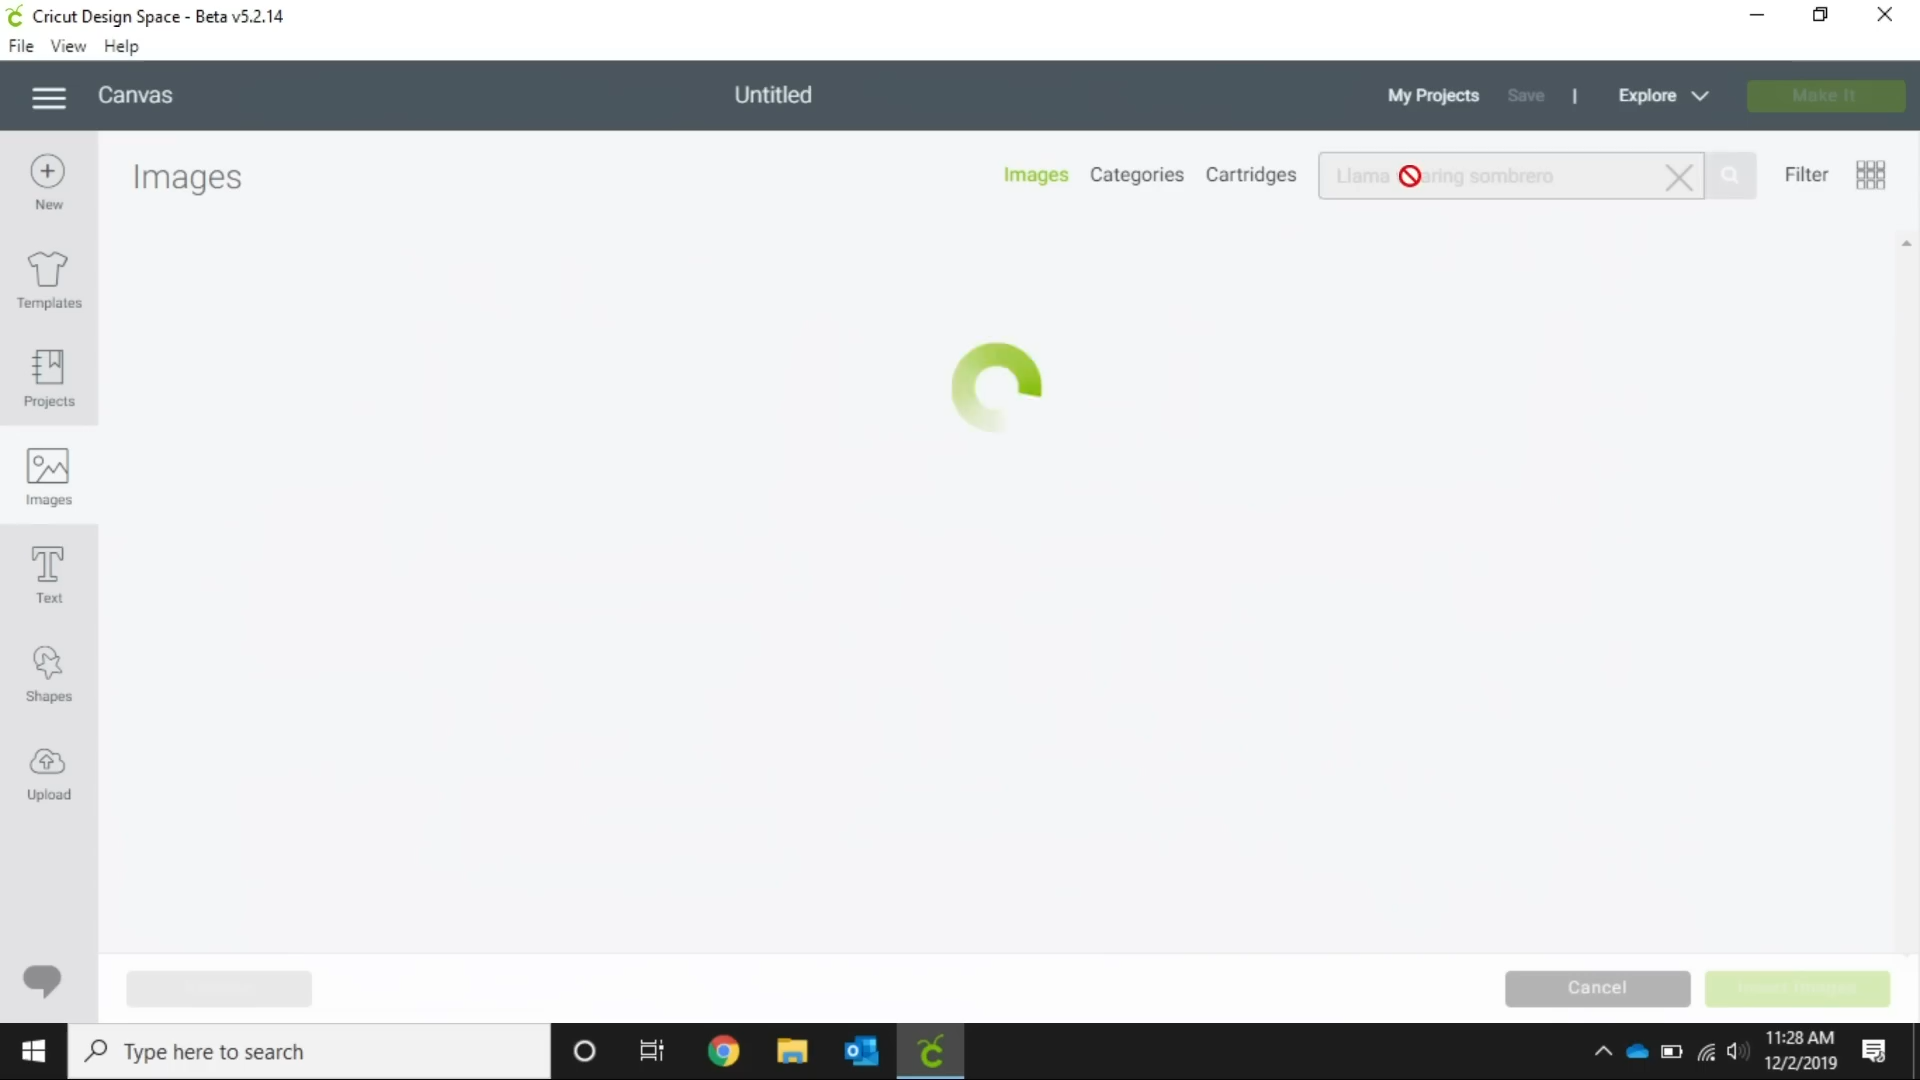 Cricut Design Space - Beta v5.2.14
File View Help
Canvas
Untitled
My Projects Save | Explore
Make It
New
Templates
Projects
Images
Text
Shapes
Upload
Images
Images Categories Cartridges
Llama sombrero
Filter
Cancel
Type here to search
11:28 AM
12/2/2019